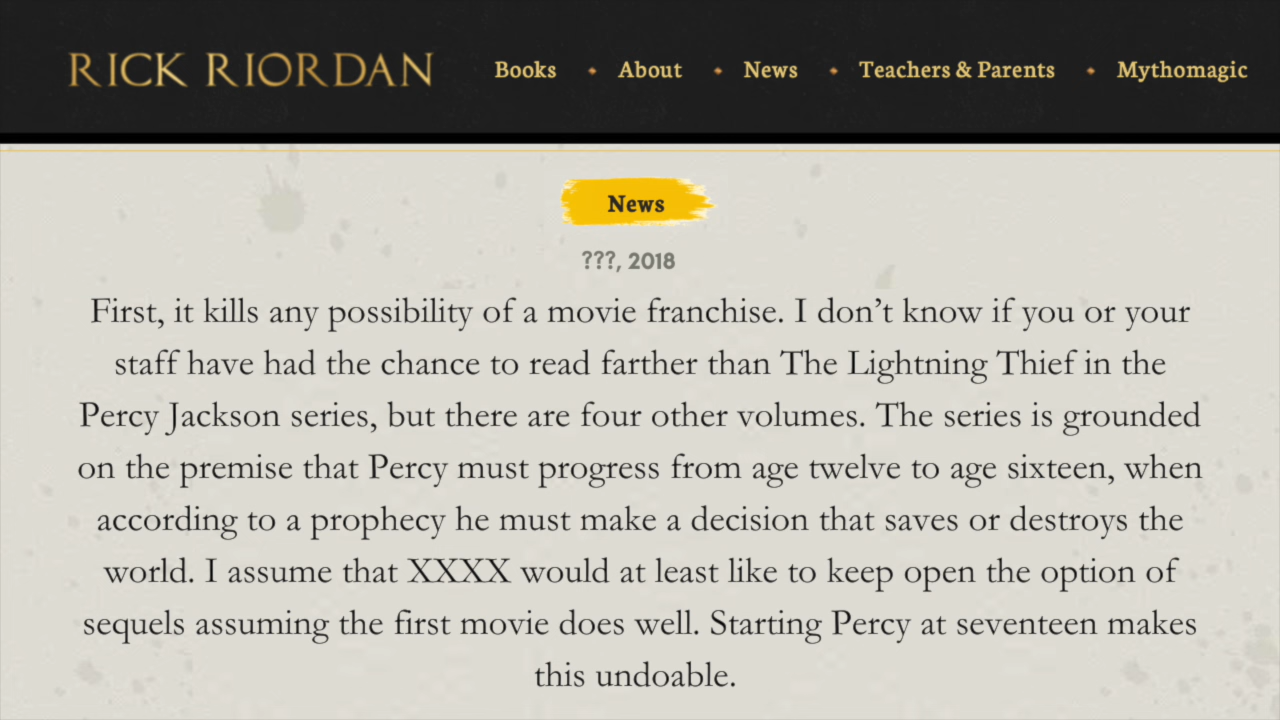 RICK RIORDAN Books About News Teachers & Parents Mythomagic
News
???, 2018
First, it kills any possibility of a movie franchise. I don’t know if you or your
staff have had the chance to read farther than The Lightning Thief in the
Percy Jackson series, but there are four other volumes. The series is grounded
on the premise that Percy must progress from age twelve to age sixteen, when
according to a prophecy he must make a decision that saves or destroys the
world. I assume that XXXX would at least like to keep open the option of
sequels assuming the first movie does well. Starting Percy at seventeen makes
this undoable.